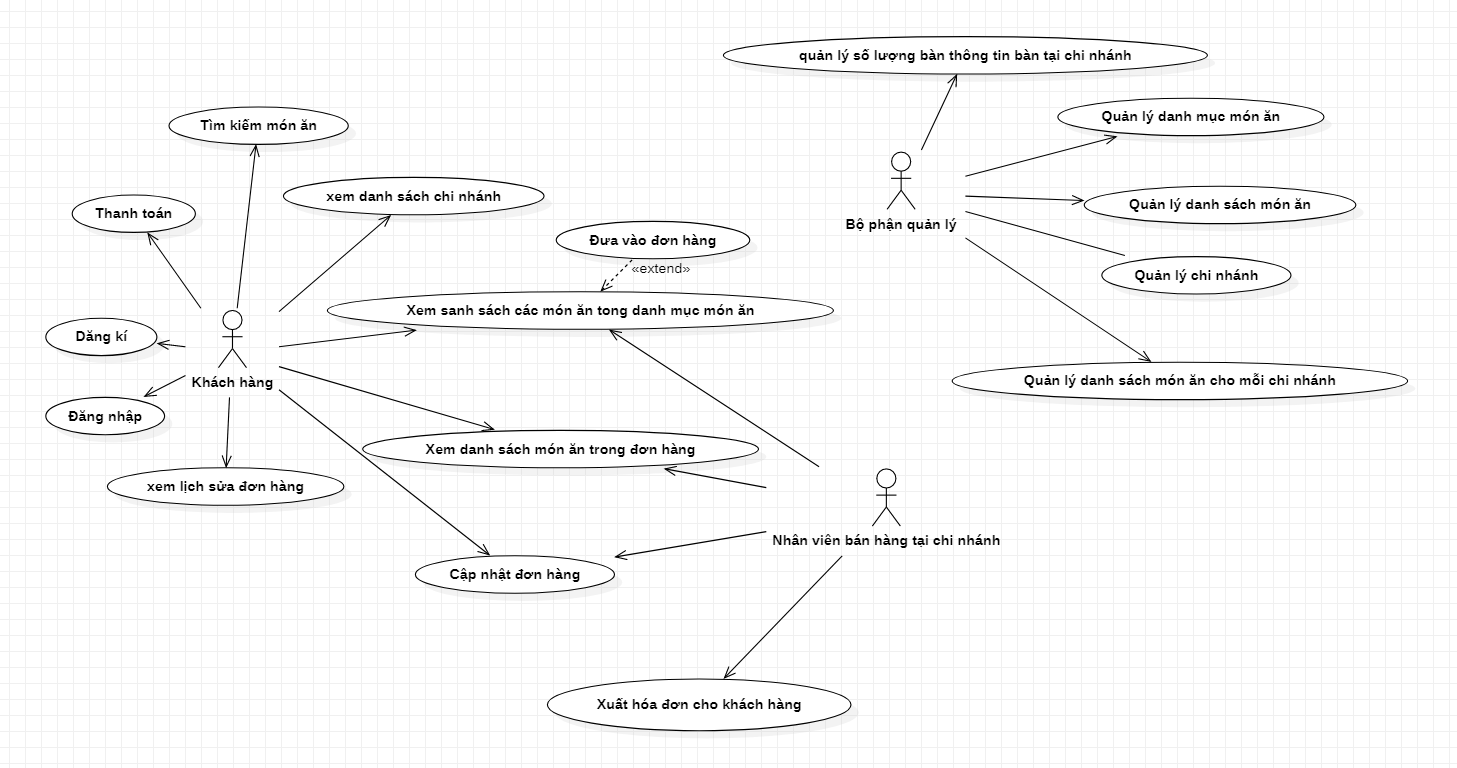 quản lý số lượng bàn thông tin bàn tại chi nhánh
Tìm kiếm món ăn
Quản lý danh mục món ăn
xem danh sách chi nhánh
Thanh toán
Quản lý danh sách món ăn
Bộ phận quản lý
Đưa vào đơn hàng
«extend»
Quản lý chi nhánh
Xem sanh sách các món ăn tong danh mục món ăn
Dăng kí
Khách hàng
Quản lý danh sách món ăn cho mỗi chi nhánh
Đăng nhập
Xem danh sách món ăn trong đơn hàng
xem lịch sửa đơn hàng
Nhân viên bán hàng tại chi nhánh
Cập nhật đơn hàng
Xuất hóa đơn cho khách hàng